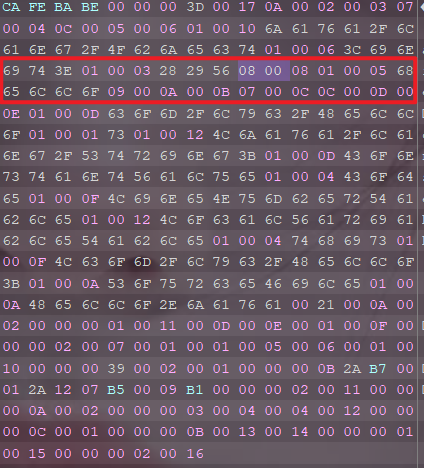 CA FE BA BE 00 00 00 3D 00 17 0A 00 02 00 03 07
00 04 0C 00 05 00 06 01 00 10 6A 61 76 61 2F 6C
61 6E 67 2F 4F 62 6A 65 63 74 01 00 06 3C 69 6E
69 74 3E 01 00 03 28 29 56 08 00 08 01 00 05 68
65 6C 6C 6F 09 00 0A 00 0B 07 00 0C 0C 00 0D 00
0E 01 00 0D 63 6F 6D 2F 6C 79 63 2F 48 65 6C 6C
6F 01 00 01 73 01 00 12 4C 6A 61 76 61 2F 6C 61
6E 67 2F 53 74 72 69 6E 67 3B 01 00 0D 43 6F 6E
73 74 61 6E 74 56 61 6C 75 65 01 00 04 43 6F 64
65 01 00 0F 4C 69 6E 65 4E 75 6D 62 65 72 54 61
62 6C 65 01 00 12 4C 6F 63 61 6C 56 61 72 69 61
62 6C 65 54 61 62 6C 65 01 00 04 74 68 69 73 01
00 0F 4C 63 6F 6D 2F 6C 79 63 2F 48 65 6C 6C 6F
3B 01 00 0A 53 6F 75 72 63 65 46 69 6C 65 01 00
0A 48 65 6C 6C 6F 2E 6A 61 76 61 00 21 00 0A 00
02 00 00 00 01 00 11 00 0D 00 0E 00 01 00 0F 00
00 00 02 00 07 00 01 00 01 00 05 00 06 00 01 00
10 00 00 00 39 00 02 00 01 00 00 00 0B 2A B7 00
01 2A 12 07 B5 00 09 B1 00 00 00 02 00 11 00 00
00 0A 00 02 00 00 00 03 00 04 00 04 00 12 00 00
00 0C 00 01 00 00 00 0B 00 13 00 14 00 00 00 01
00 15 00 00 00 02 00 16